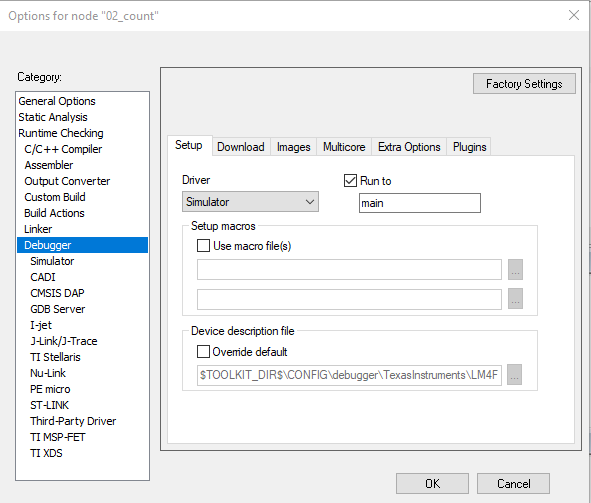 Options for node "02_count"
Category:
Factory Settings
General Options
Static Analysis
Runtime Checking
C/C++ Compiler
Assembler
Output Converter
Custom Build
Build Actions
Linker
Debugger
Simulator
CADI
CMSIS DAP
GDB Server
I-jet
J-Link/J-Trace
TI Stellaris
Nu-Link
PE micro
ST-LINK
Third-Party Driver
TI MSP-FET
TI XDS
Setup Download Images Multicore Extra Options Plugins
Driver
Simulator
Run to
main
Setup macros
Use macro file(s)
...
...
Device description file
Override default
$TOOLKIT_DIR$\CONFIG\debugger\TexasInstruments\LM4F
...
OK Cancel